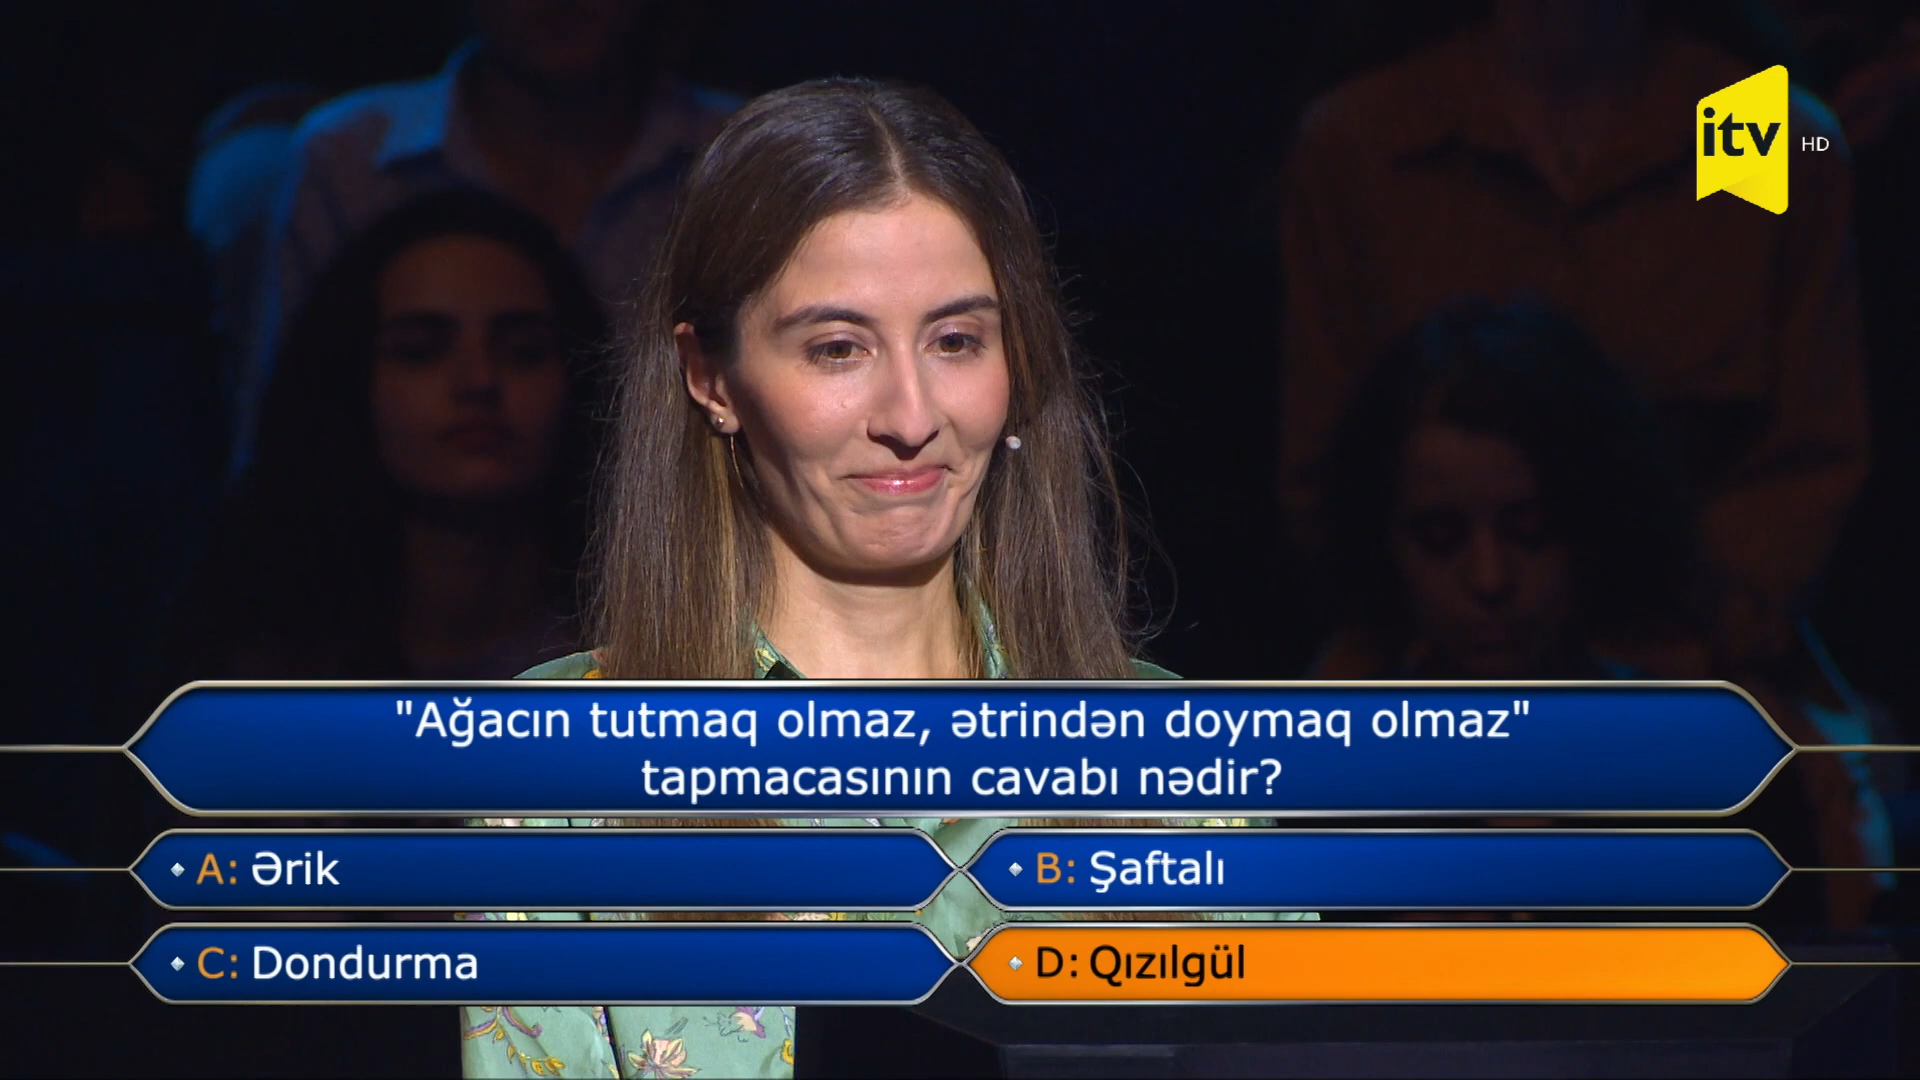 itv HD
"Ağacın tutmaq olmaz, ətrindən doymaq olmaz"
tapmacasının cavabı nədir?
A: Ərik
B: Şaftalı
C: Dondurma
D: Qızılgül